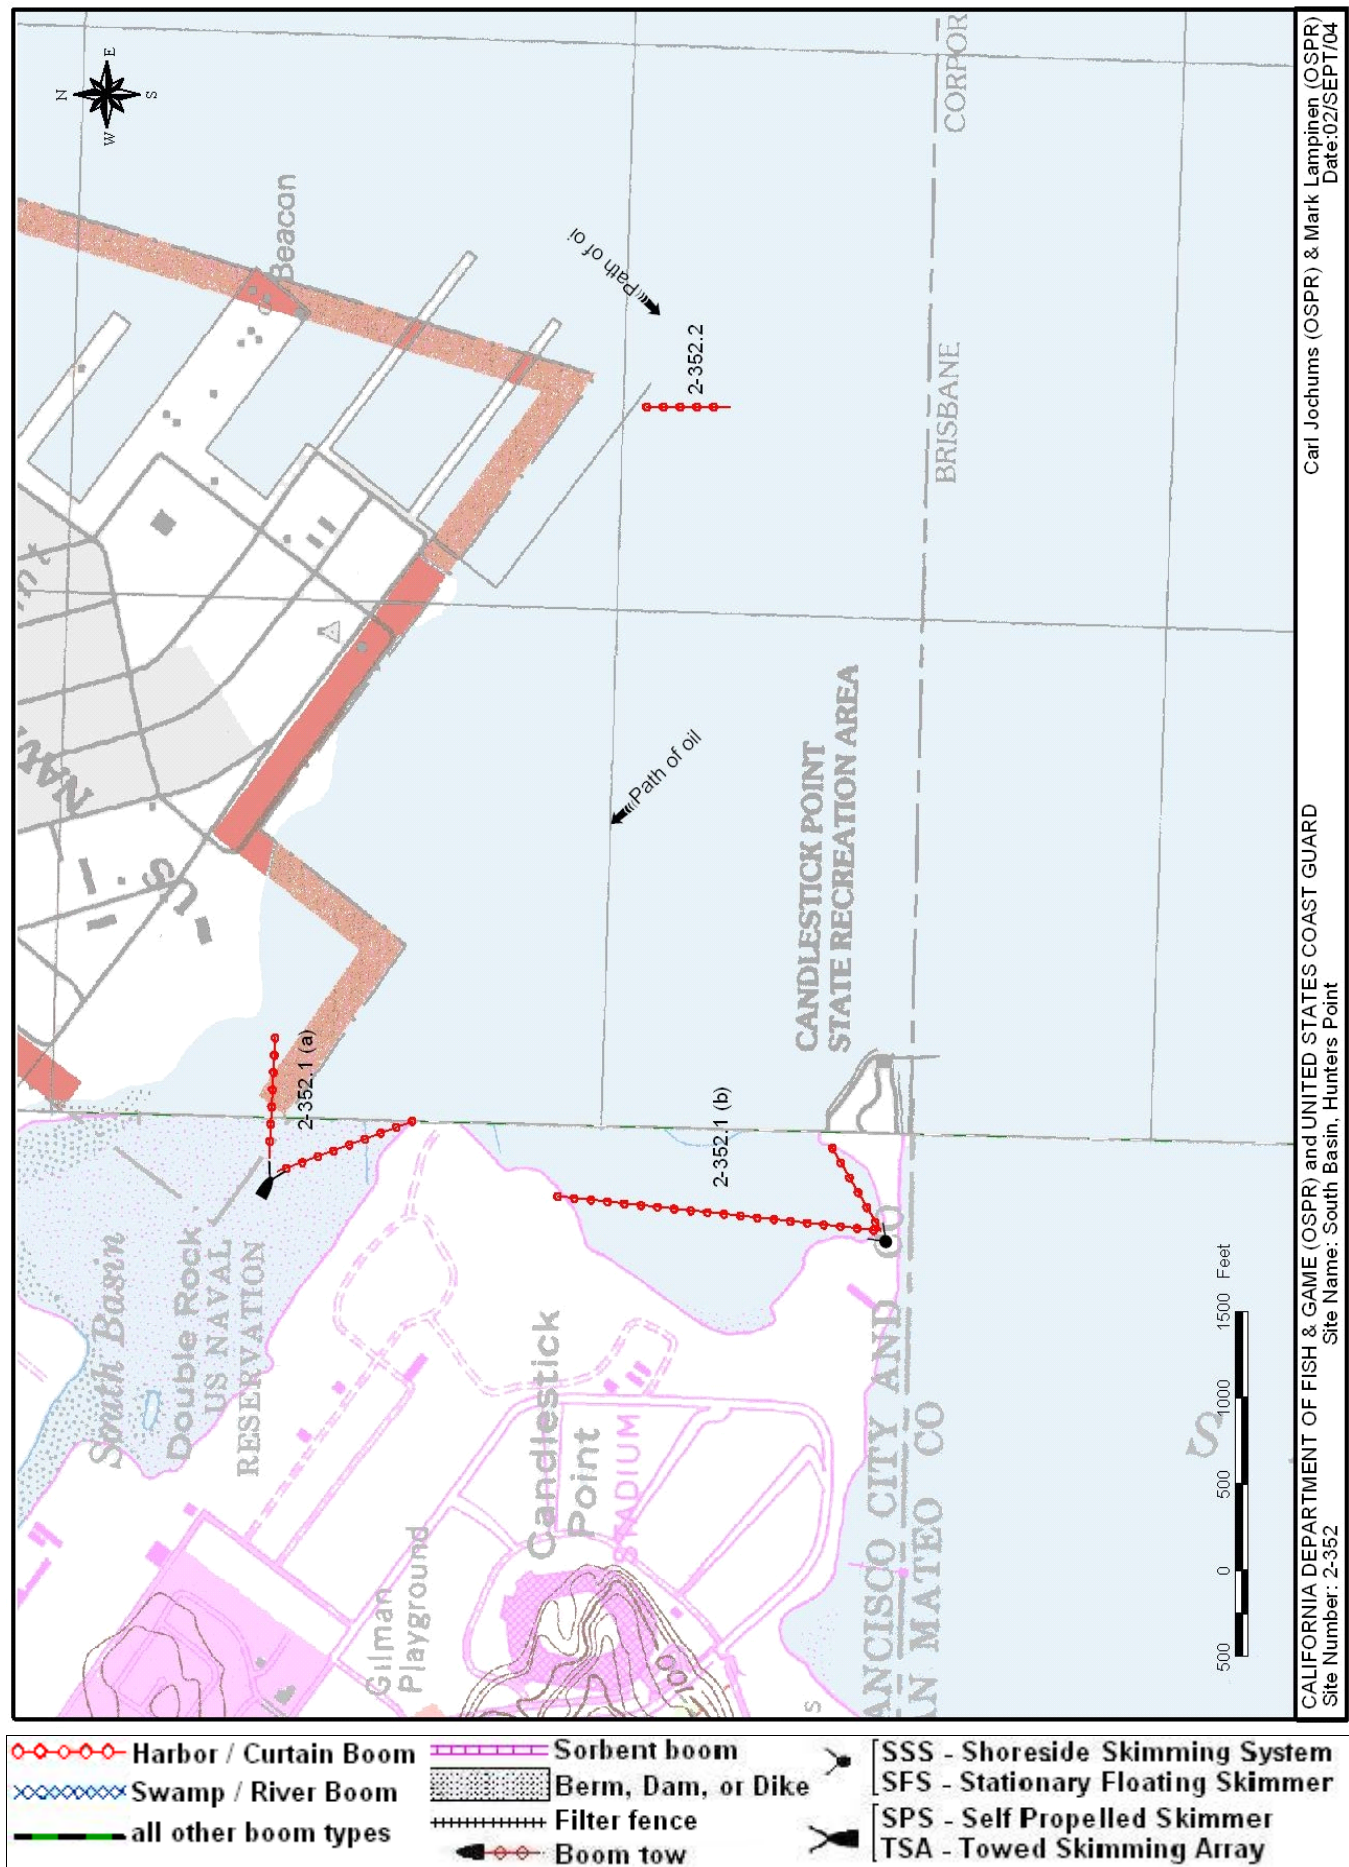 N
E
S
W
CORPOR
Beacon
Path of oi
2-352.2
BRISBANE
Path of oil
CANDLESTICK POINT
STATE RECREATION AREA
2-352.1 (a)
2-352.1 (b)
South Basin
Double Rock
US NAVAL
RESERVATION
Candlestick
Point
STADIUM
Gilman
Playground
100
S
ANCISCO CITY AND CO
AN MATEO CO
S
500 0 500 1000 1500 Feet
CALIFORNIA DEPARTMENT OF FISH & GAME (OSPR) and UNITED STATES COAST GUARD
Carl Jochums (OSPR) & Mark Lampinen (OSPR)
Site Number: 2-352
Site Name: South Basin, Hunters Point
Date:02/SEPT/04
Harbor / Curtain Boom
Swamp / River Boom
all other boom types
Sorbent boom
Berm, Dam, or Dike
Filter fence
Boom tow
SSS - Shoreside Skimming System
SFS - Stationary Floating Skimmer
SPS - Self Propelled Skimmer
TSA - Towed Skimming Array